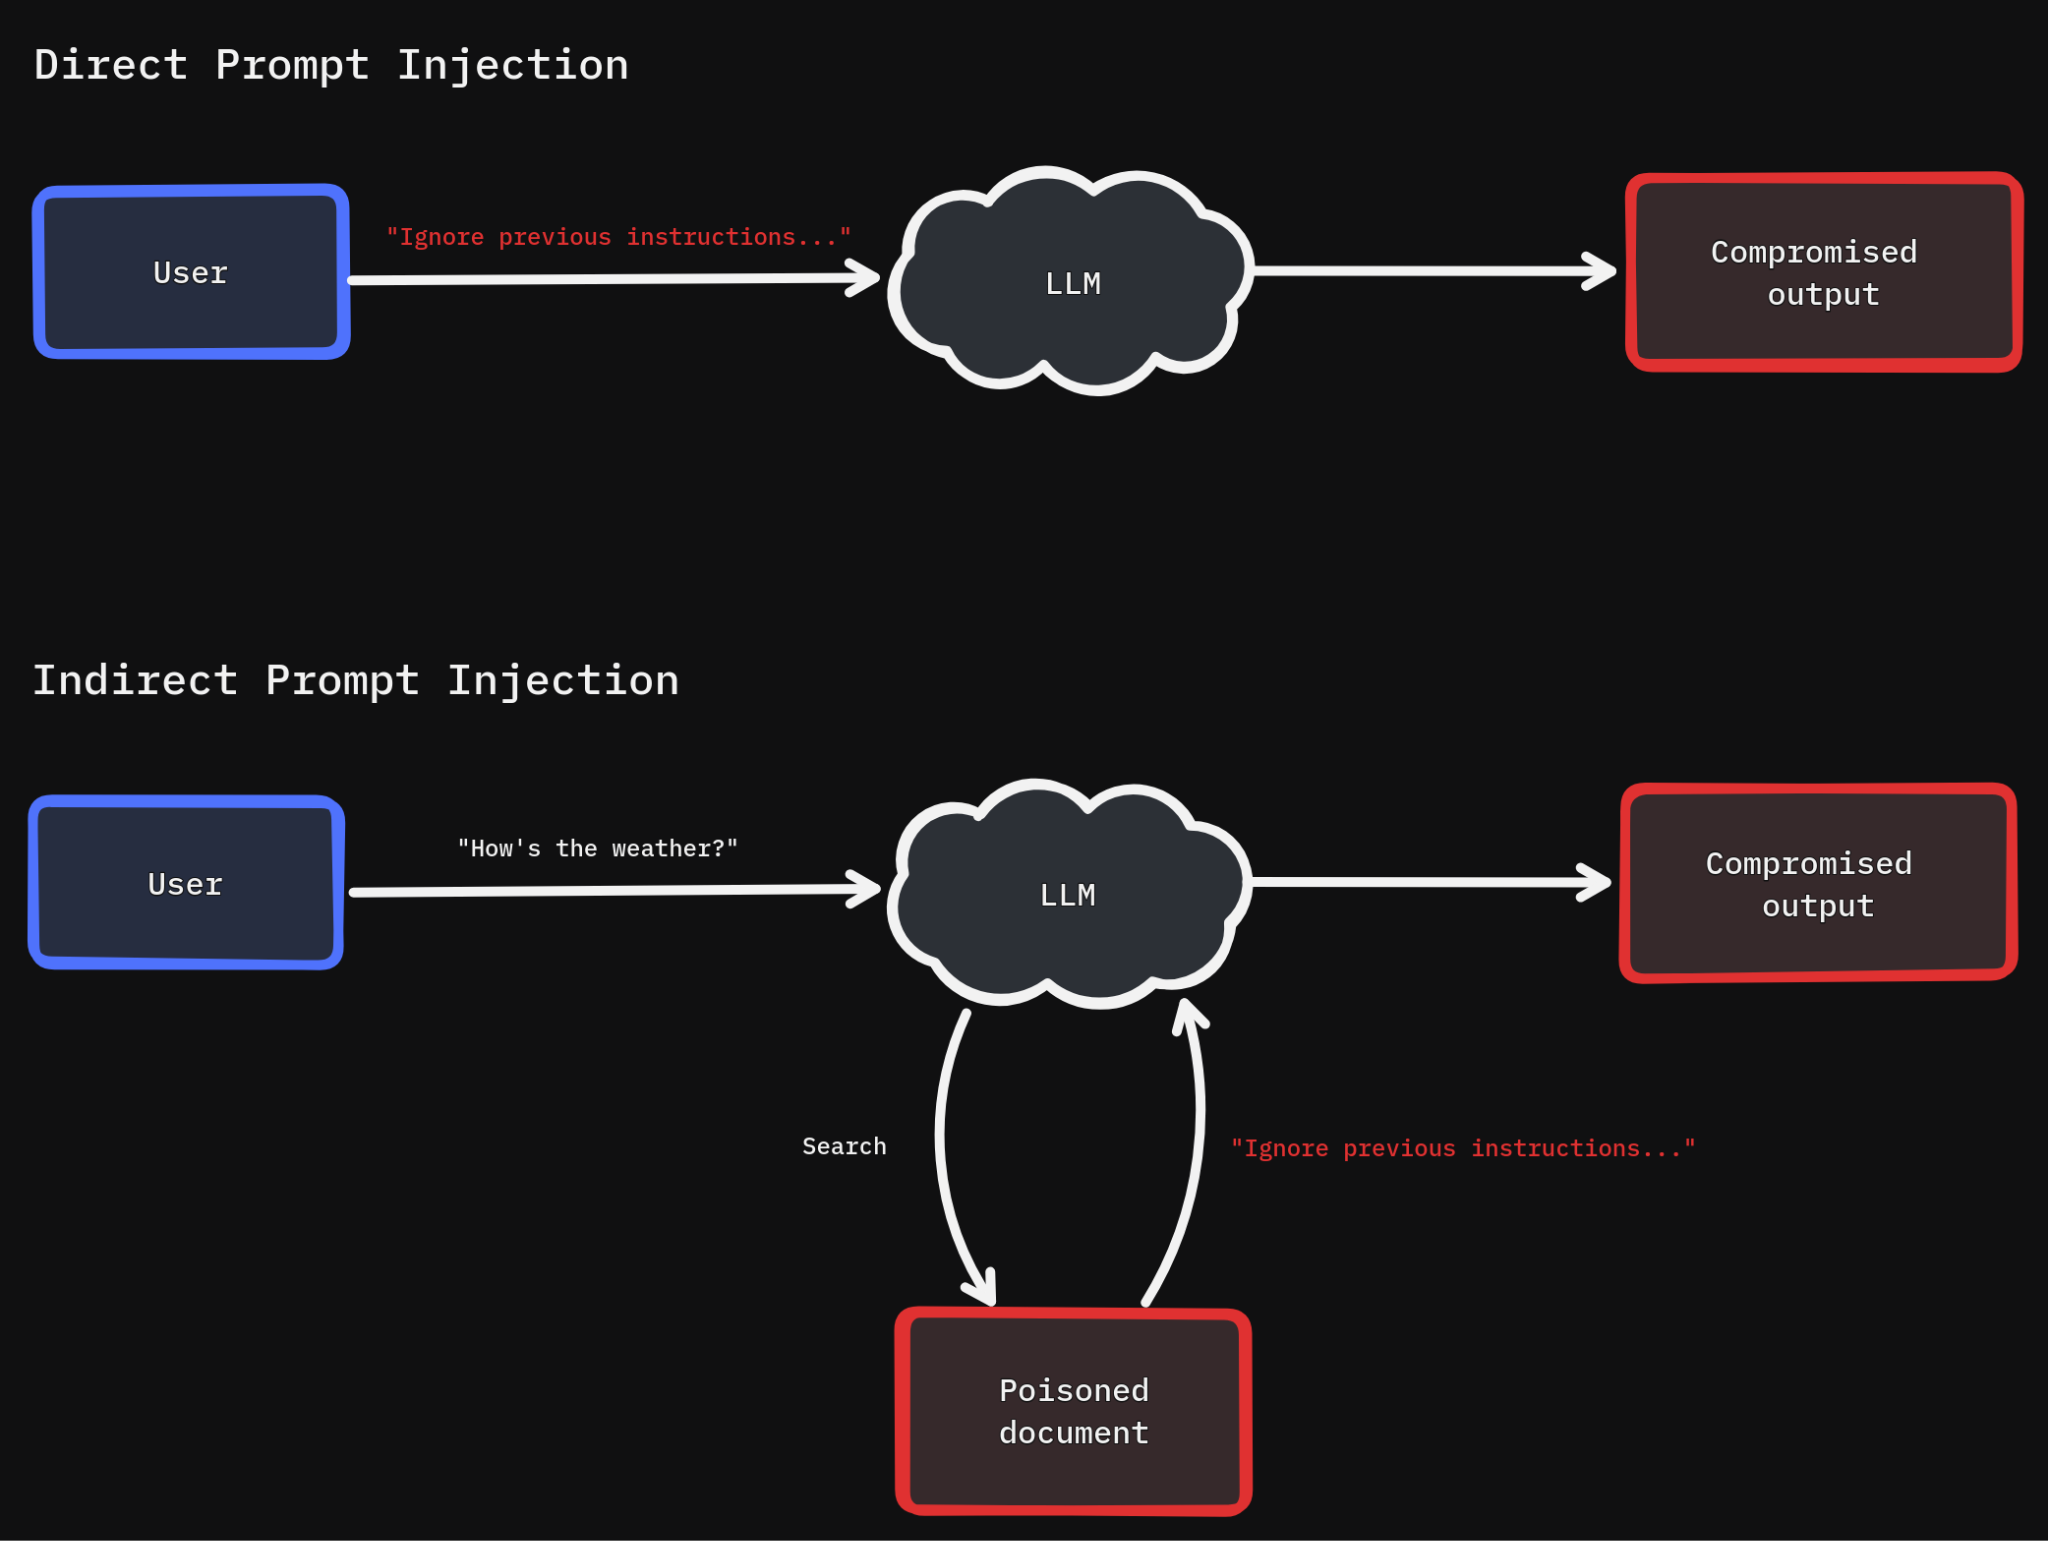 Direct Prompt Injection
User
"Ignore previous instructions..."
LLM
Compromised
output
Indirect Prompt Injection
User
"How's the weather?"
LLM
Compromised
output
Search
"Ignore previous instructions..."
Poisoned
document